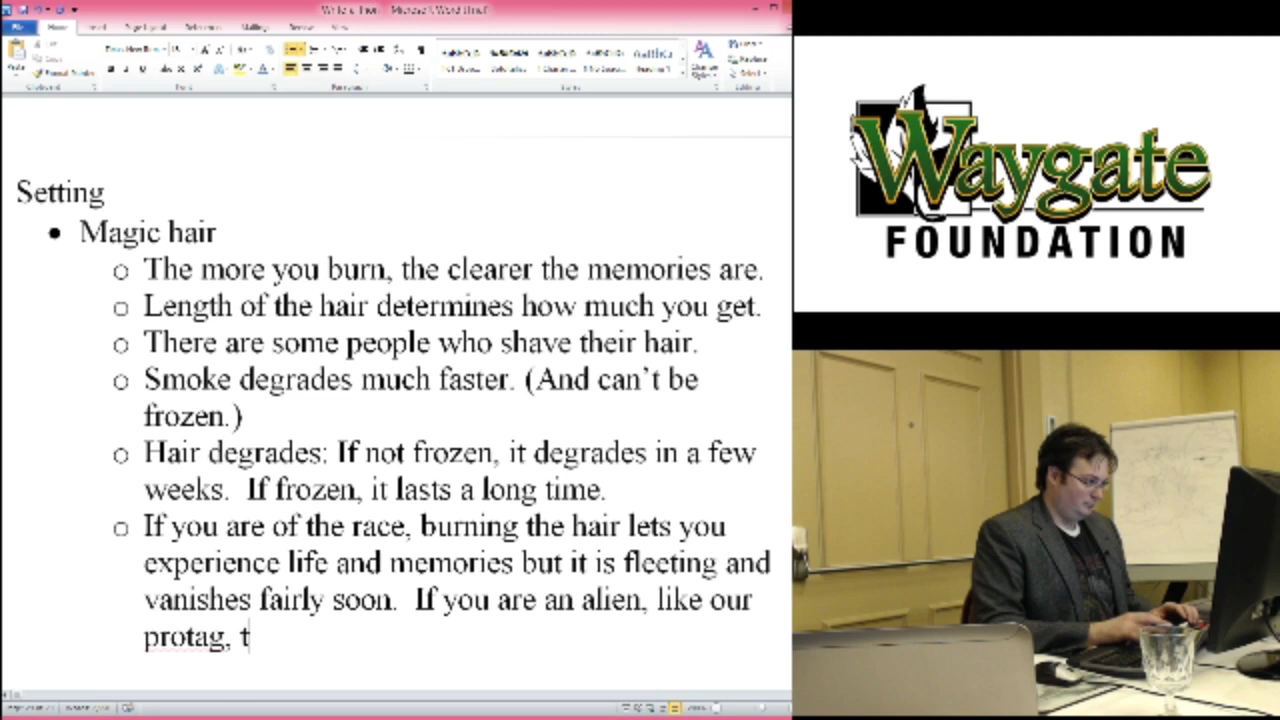 Microsoft Word
Setting
• Magic hair
o The more you burn, the clearer the memories are.
o Length of the hair determines how much you get.
o There are some people who shave their hair.
o Smoke degrades much faster. (And can't be
frozen.)
o Hair degrades: If not frozen, it degrades in a few
weeks. If frozen, it lasts a long time.
o If you are of the race, burning the hair lets you
experience life and memories but it is fleeting and
vanishes fairly soon. If you are an alien, like our
protag, t
Waygate
FOUNDATION